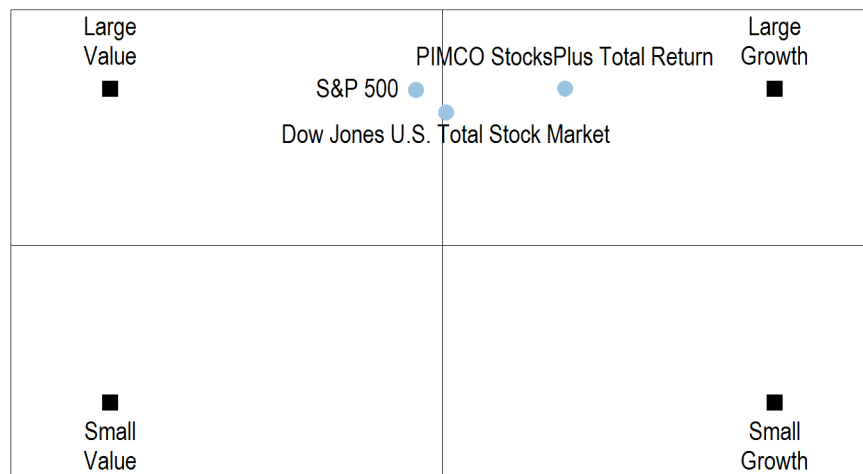 Large
Value
Large
Growth
PIMCO StocksPlus Total Return
S&P 500
Dow Jones U.S. Total Stock Market
Small
Value
Small
Growth